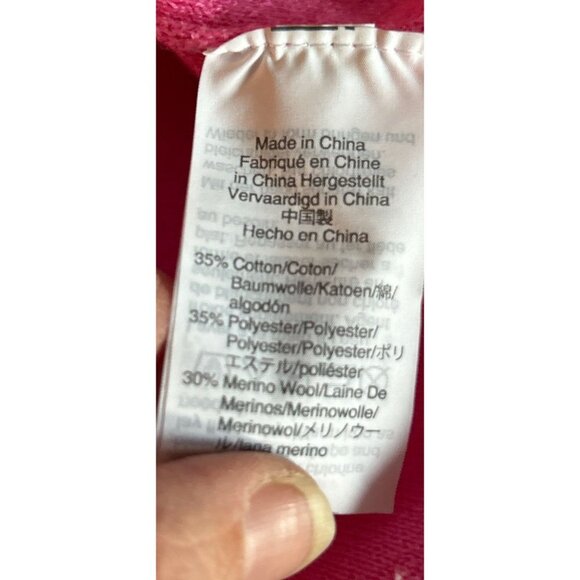 Made in China
Fabriqué en Chine
in China Hergestellt
Vervaardigd in China
中国製
Hecho en China
35% Cotton/Coton/
Baumwolle/Katoen/綿/
algodón
35% Polyester/Polyester/
Polyester/Polyester/ポリ
エステル/poliéster
30% Merino Wool/Laine De
Merinos/Merinowolle/
Merinowol/メリノウー
ル/lana merino